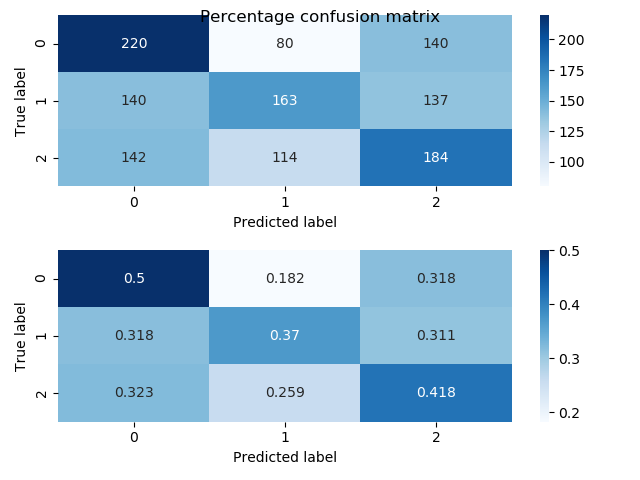 Percentage confusion matrix
True label
0 220 80 140
1 140 163 137
2 142 114 184
0 1 2
Predicted label
200
175
150
125
100
True label
0 0.5 0.182 0.318
1 0.318 0.37 0.311
2 0.323 0.259 0.418
0 1 2
Predicted label
0.5
0.4
0.3
0.2